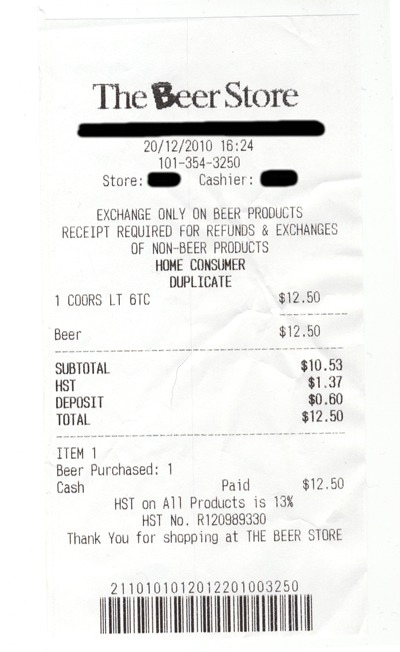 The Beer Store
20/12/2010 16:24
101-354-3250
Store: Cashier:
EXCHANGE ONLY ON BEER PRODUCTS
RECEIPT REQUIRED FOR REFUNDS & EXCHANGES
OF NON-BEER PRODUCTS
HOME CONSUMER
DUPLICATE
1 COORS LT 6TC $12.50
Beer $12.50
SUBTOTAL $10.53
HST $1.37
DEPOSIT $0.60
TOTAL $12.50
ITEM 1
Beer Purchased: 1
Cash Paid $12.50
HST on All Products is 13%
HST No. R120989330
Thank You for shopping at THE BEER STORE
2110101012012201003250